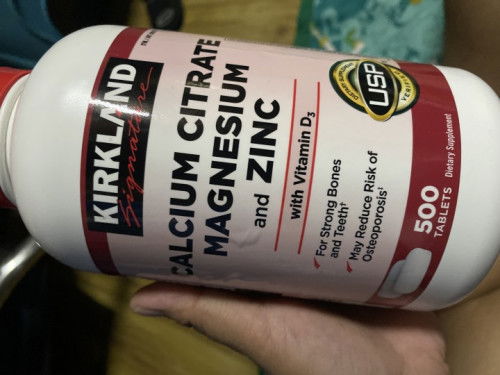 KIRKLAND
Signature
CALCIUM CITRATE
MAGNESIUM
and ZINC
with Vitamin D3
For Strong Bones
and Teeth†
May Reduce Risk of
Osteoporosis‡
USP
500
TABLETS
Dietary Supplement